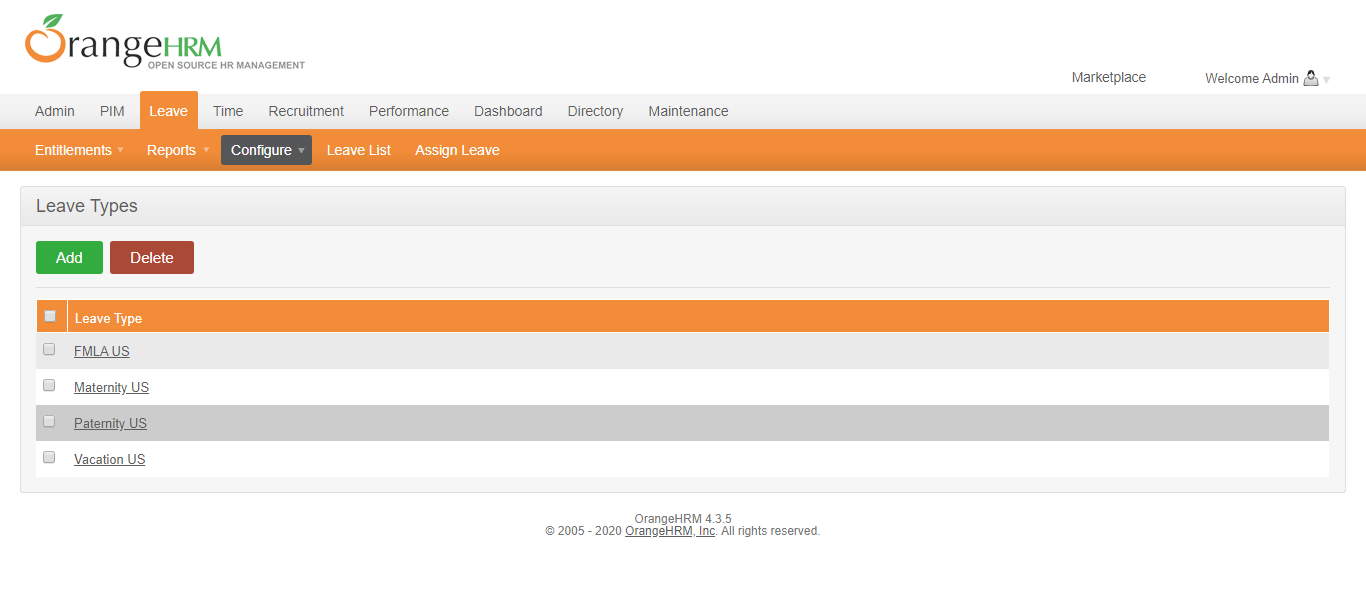 OrangeHRM
OPEN SOURCE HR MANAGEMENT
Marketplace Welcome Admin
Admin PIM Leave Time Recruitment Performance Dashboard Directory Maintenance
Entitlements Reports Configure Leave List Assign Leave
Leave Types
Add Delete
Leave Type
FMLA US
Maternity US
Paternity US
Vacation US
OrangeHRM 4.3.5
© 2005 - 2020 OrangeHRM, Inc. All rights reserved.